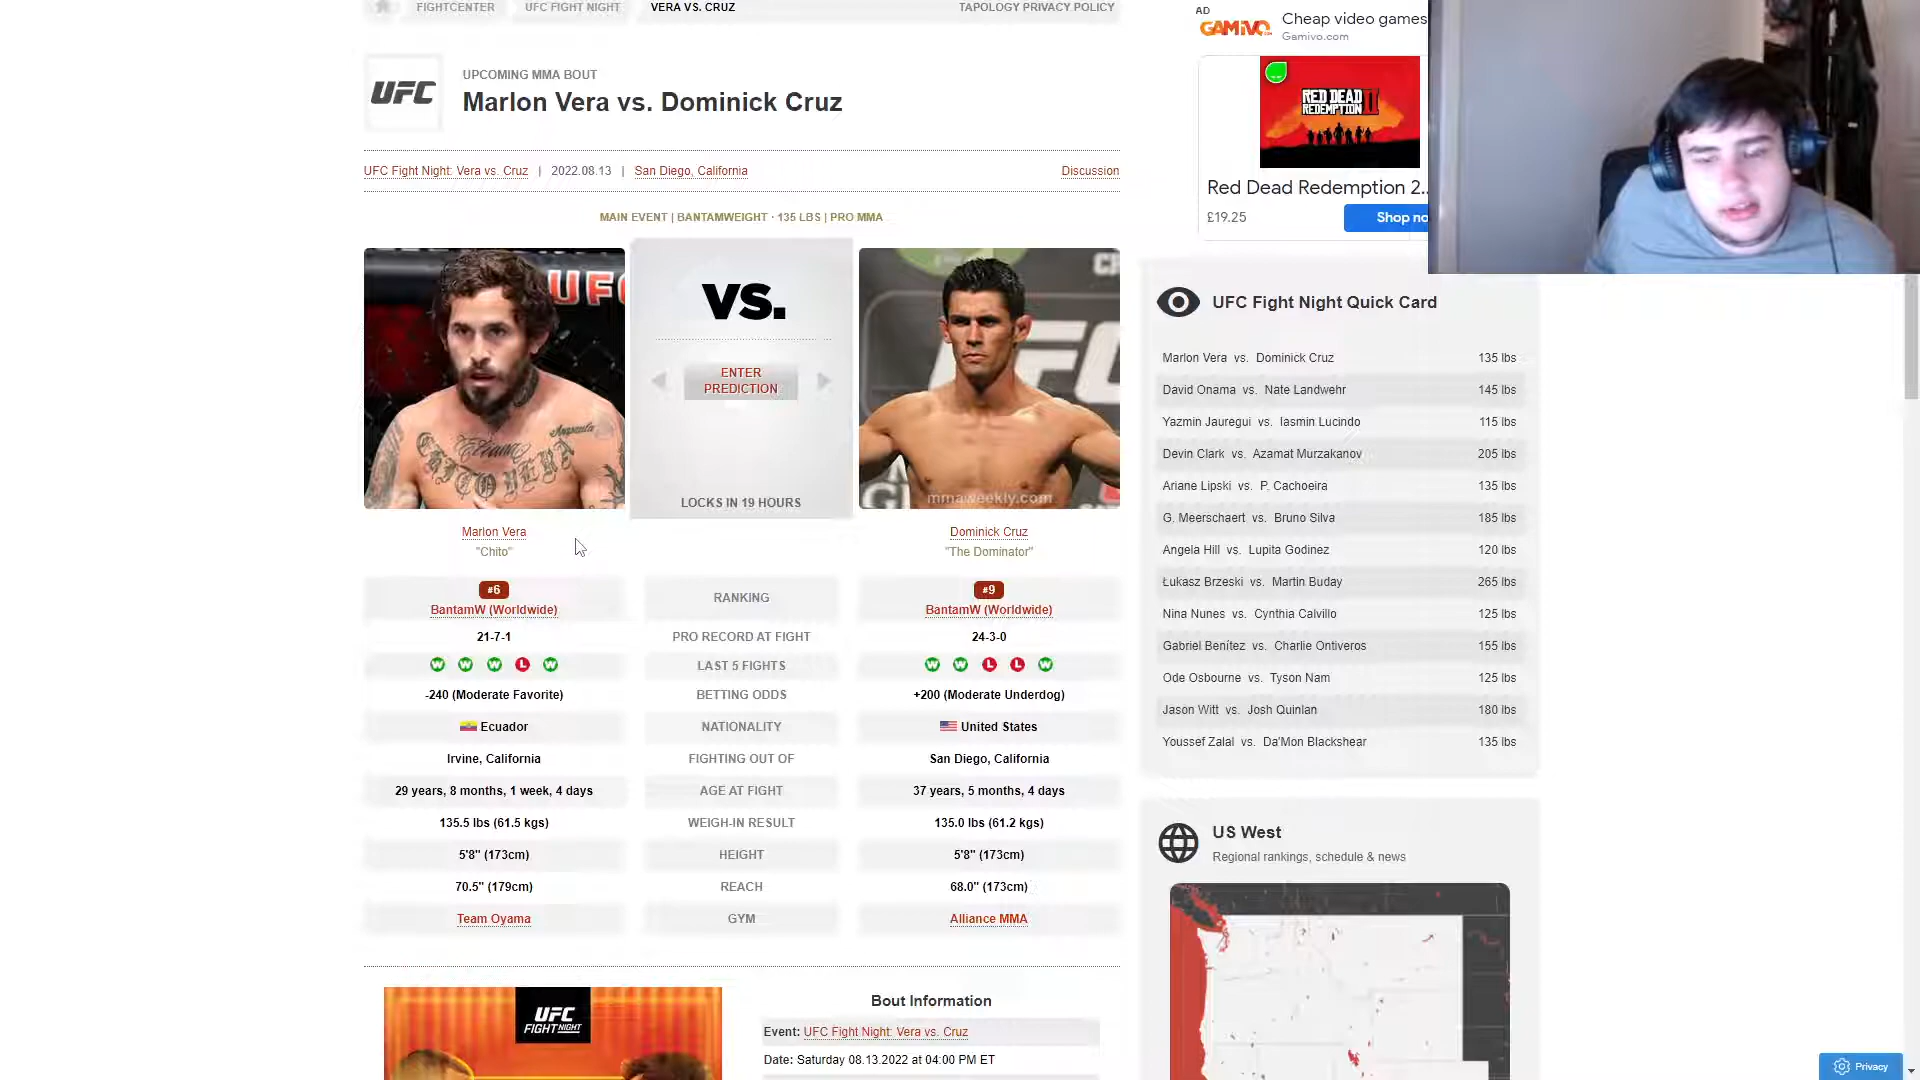 FIGHTCENTER
UFC FIGHT NIGHT
VERA VS. CRUZ
TAPOLOGY PRIVACY POLICY
UFC
UPCOMING MMA BOUT
Marlon Vera vs. Dominick Cruz
UFC Fight Night: Vera vs. Cruz | 2022.08.13 | San Diego, California
Discussion
MAIN EVENT | BANTAMWEIGHT · 135 LBS | PRO MMA
UFC
VS.
ENTER
PREDICTION
LOCKS IN 19 HOURS
mmaweekly.com
Marlon Vera
"Chito"
Dominick Cruz
"The Dominator"
#6
BantamW (Worldwide)
RANKING
#9
BantamW (Worldwide)
21-7-1 PRO RECORD AT FIGHT 24-3-0
W W W L W LAST 5 FIGHTS W W L L W
-240 (Moderate Favorite) BETTING ODDS +200 (Moderate Underdog)
Ecuador NATIONALITY United States
Irvine, California FIGHTING OUT OF San Diego, California
29 years, 8 months, 1 week, 4 days AGE AT FIGHT 37 years, 5 months, 4 days
135.5 lbs (61.5 kgs) WEIGH-IN RESULT 135.0 lbs (61.2 kgs)
5'8" (173cm) HEIGHT 5'8" (173cm)
70.5" (179cm) REACH 68.0" (173cm)
Team Oyama GYM Alliance MMA
UFC
FIGHT NIGHT
Bout Information
Event: UFC Fight Night: Vera vs. Cruz
Date: Saturday 08.13.2022 at 04:00 PM ET
AD
GAMIVO.COM
Cheap video games
Gamivo.com
RED DEAD
REDEMPTION II
Red Dead Redemption 2..
£19.25
Shop no
UFC Fight Night Quick Card
Marlon Vera vs. Dominick Cruz 135 lbs
David Onama vs. Nate Landwehr 145 lbs
Yazmin Jauregui vs. Iasmin Lucindo 115 lbs
Devin Clark vs. Azamat Murzakanov 205 lbs
Ariane Lipski vs. P. Cachoeira 135 lbs
G. Meerschaert vs. Bruno Silva 185 lbs
Angela Hill vs. Lupita Godinez 120 lbs
Łukasz Brzeski vs. Martin Buday 265 lbs
Nina Nunes vs. Cynthia Calvillo 125 lbs
Gabriel Benítez vs. Charlie Ontiveros 155 lbs
Ode Osbourne vs. Tyson Nam 125 lbs
Jason Witt vs. Josh Quinlan 180 lbs
Youssef Zalal vs. Da'Mon Blackshear 135 lbs
US West
Regional rankings, schedule & news
Privacy